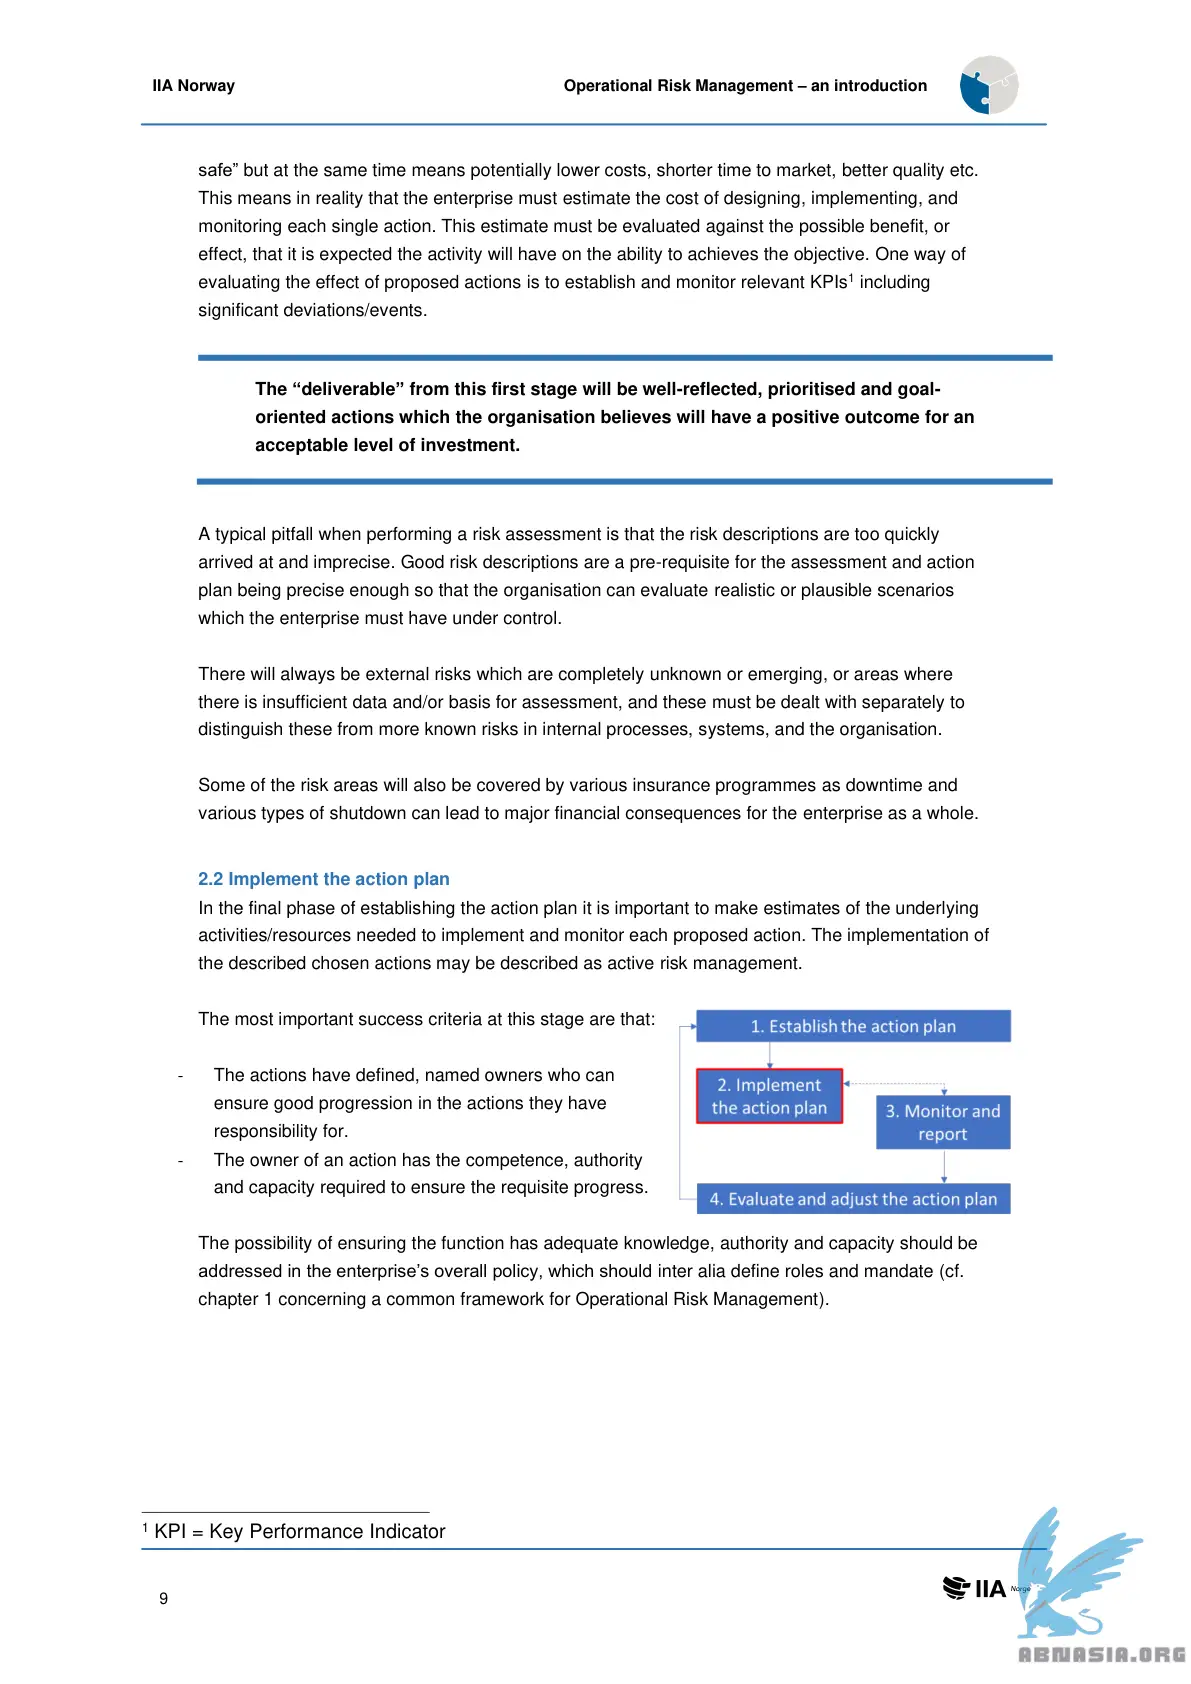 IIA Norway
Operational Risk Management – an introduction
safe” but at the same time means potentially lower costs, shorter time to market, better quality etc.
This means in reality that the enterprise must estimate the cost of designing, implementing, and
monitoring each single action. This estimate must be evaluated against the possible benefit, or
effect, that it is expected the activity will have on the ability to achieves the objective. One way of
evaluating the effect of proposed actions is to establish and monitor relevant KPIs¹ including
significant deviations/events.
The “deliverable” from this first stage will be well-reflected, prioritised and goal-
oriented actions which the organisation believes will have a positive outcome for an
acceptable level of investment.
A typical pitfall when performing a risk assessment is that the risk descriptions are too quickly
arrived at and imprecise. Good risk descriptions are a pre-requisite for the assessment and action
plan being precise enough so that the organisation can evaluate realistic or plausible scenarios
which the enterprise must have under control.
There will always be external risks which are completely unknown or emerging, or areas where
there is insufficient data and/or basis for assessment, and these must be dealt with separately to
distinguish these from more known risks in internal processes, systems, and the organisation.
Some of the risk areas will also be covered by various insurance programmes as downtime and
various types of shutdown can lead to major financial consequences for the enterprise as a whole.
2.2 Implement the action plan
In the final phase of establishing the action plan it is important to make estimates of the underlying
activities/resources needed to implement and monitor each proposed action. The implementation of
the described chosen actions may be described as active risk management.
The most important success criteria at this stage are that:
- The actions have defined, named owners who can
ensure good progression in the actions they have
responsibility for.
- The owner of an action has the competence, authority
and capacity required to ensure the requisite progress.
1. Establish the action plan
2. Implement
the action plan
3. Monitor and
report
4. Evaluate and adjust the action plan
The possibility of ensuring the function has adequate knowledge, authority and capacity should be
addressed in the enterprise’s overall policy, which should inter alia define roles and mandate (cf.
chapter 1 concerning a common framework for Operational Risk Management).
¹ KPI = Key Performance Indicator
9
IIA Norge
ABNASIA.ORG